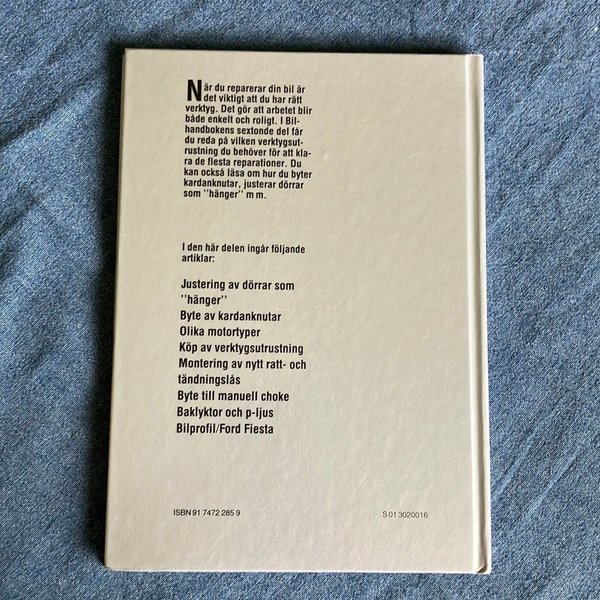 När du reparerar din bil är
det viktigt att du har rätt
verktyg. Det gör att arbetet blir
både enkelt och roligt. I Bil-
handbokens sextonde del får
du reda på vilken verktygsut-
rustning du behöver för att kla-
ra de flesta reparationer. Du
kan också läsa om hur du byter
kardanknutar, justerar dörrar
som ''hänger'' m m.
I den här delen ingår följande
artiklar:
Justering av dörrar som
''hänger''
Byte av kardanknutar
Olika motortyper
Köp av verktygsutrustning
Montering av nytt ratt- och
tändningslås
Byte till manuell choke
Baklyktor och p-ljus
Bilprofil/Ford Fiesta
ISBN 91 7472 285 9
S 01 3020016